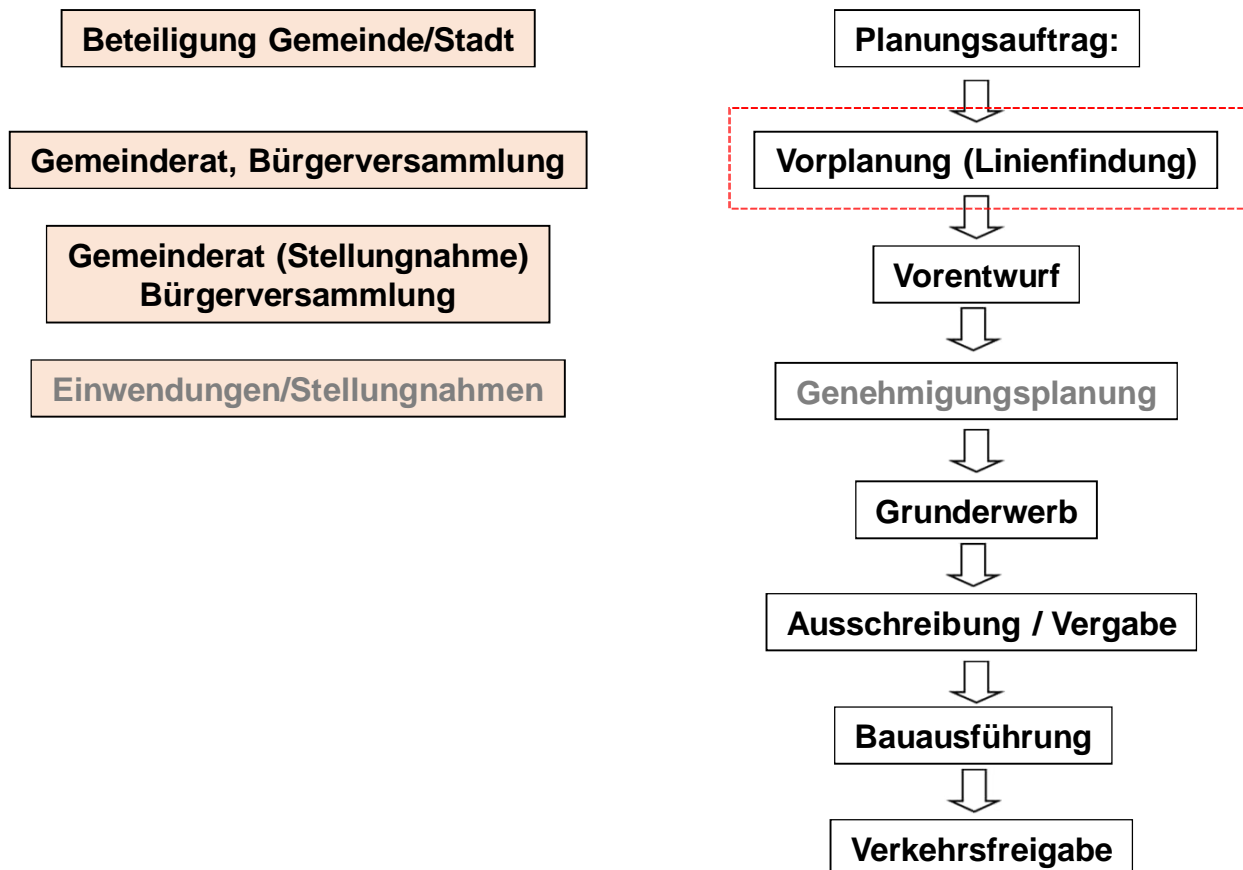 Beteiligung Gemeinde/Stadt
Planungsauftrag:
Gemeinderat, Bürgerversammlung
Vorplanung (Linienfindung)
Gemeinderat (Stellungnahme)
Bürgerversammlung
Vorentwurf
Einwendungen/Stellungnahmen
Genehmigungsplanung
Grunderwerb
Ausschreibung / Vergabe
Bauausführung
Verkehrsfreigabe